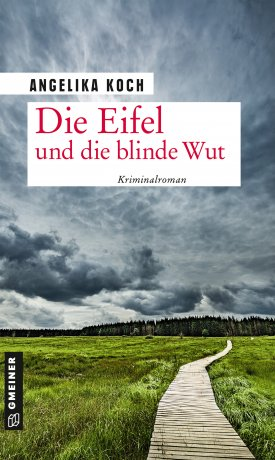 ANGELIKA KOCH
Die Eifel
und die blinde Wut
Kriminalroman
GMEINER